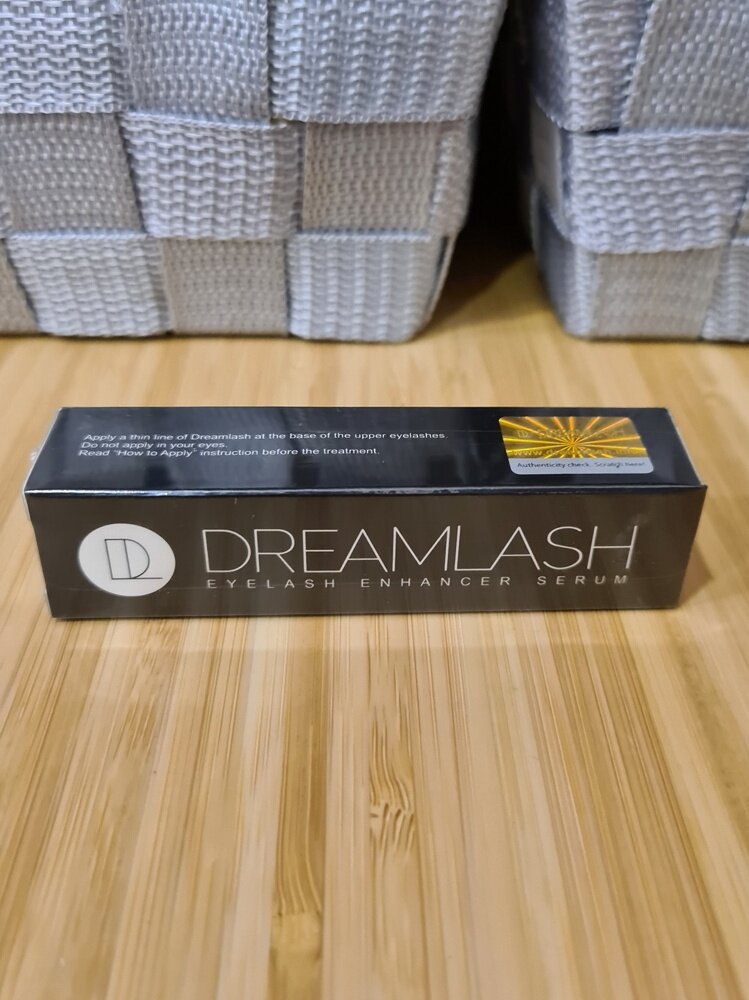 Apply a thin line of Dreamlash at the base of the upper eyelashes.
Do not apply in your eyes.
Read "How to Apply" instruction before the treatment.
Authenticity check. Scratch here!
DL
DREAMLASH
EYELASH ENHANCER SERUM